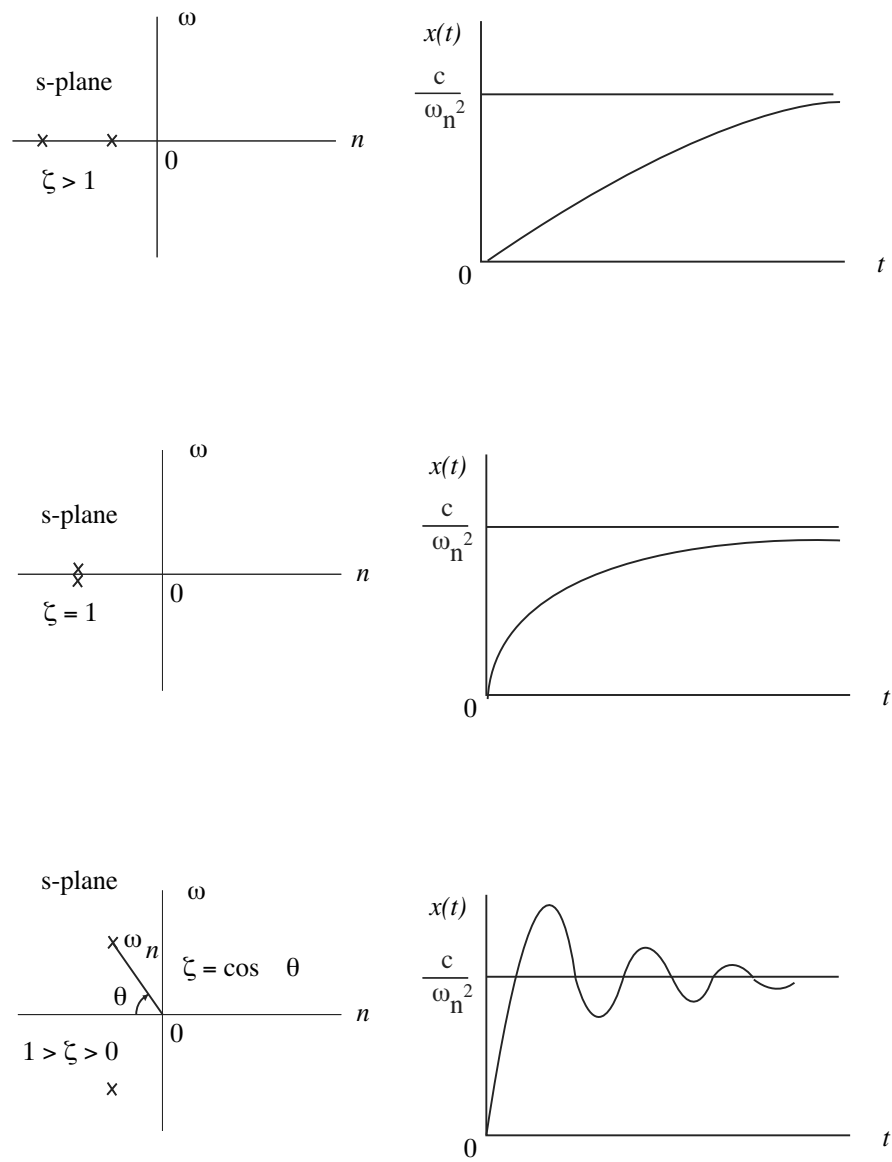 ω
s-plane
n
0
ζ > 1
x(t)
c
ωn²
0
t
ω
s-plane
n
0
ζ = 1
x(t)
c
ωn²
0
t
s-plane
ω
ωn
ζ = cos θ
θ
n
0
1 > ζ > 0
x(t)
c
ωn²
0
t